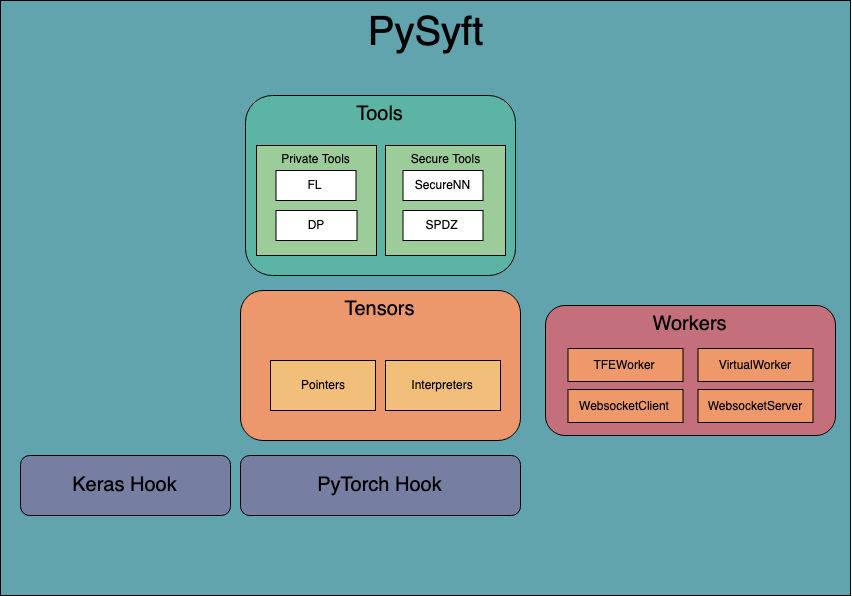 PySyft
Tools
Private Tools
FL
DP
Secure Tools
SecureNN
SPDZ
Tensors
Pointers
Interpreters
Workers
TFEWorker
VirtualWorker
WebsocketClient
WebsocketServer
Keras Hook
PyTorch Hook